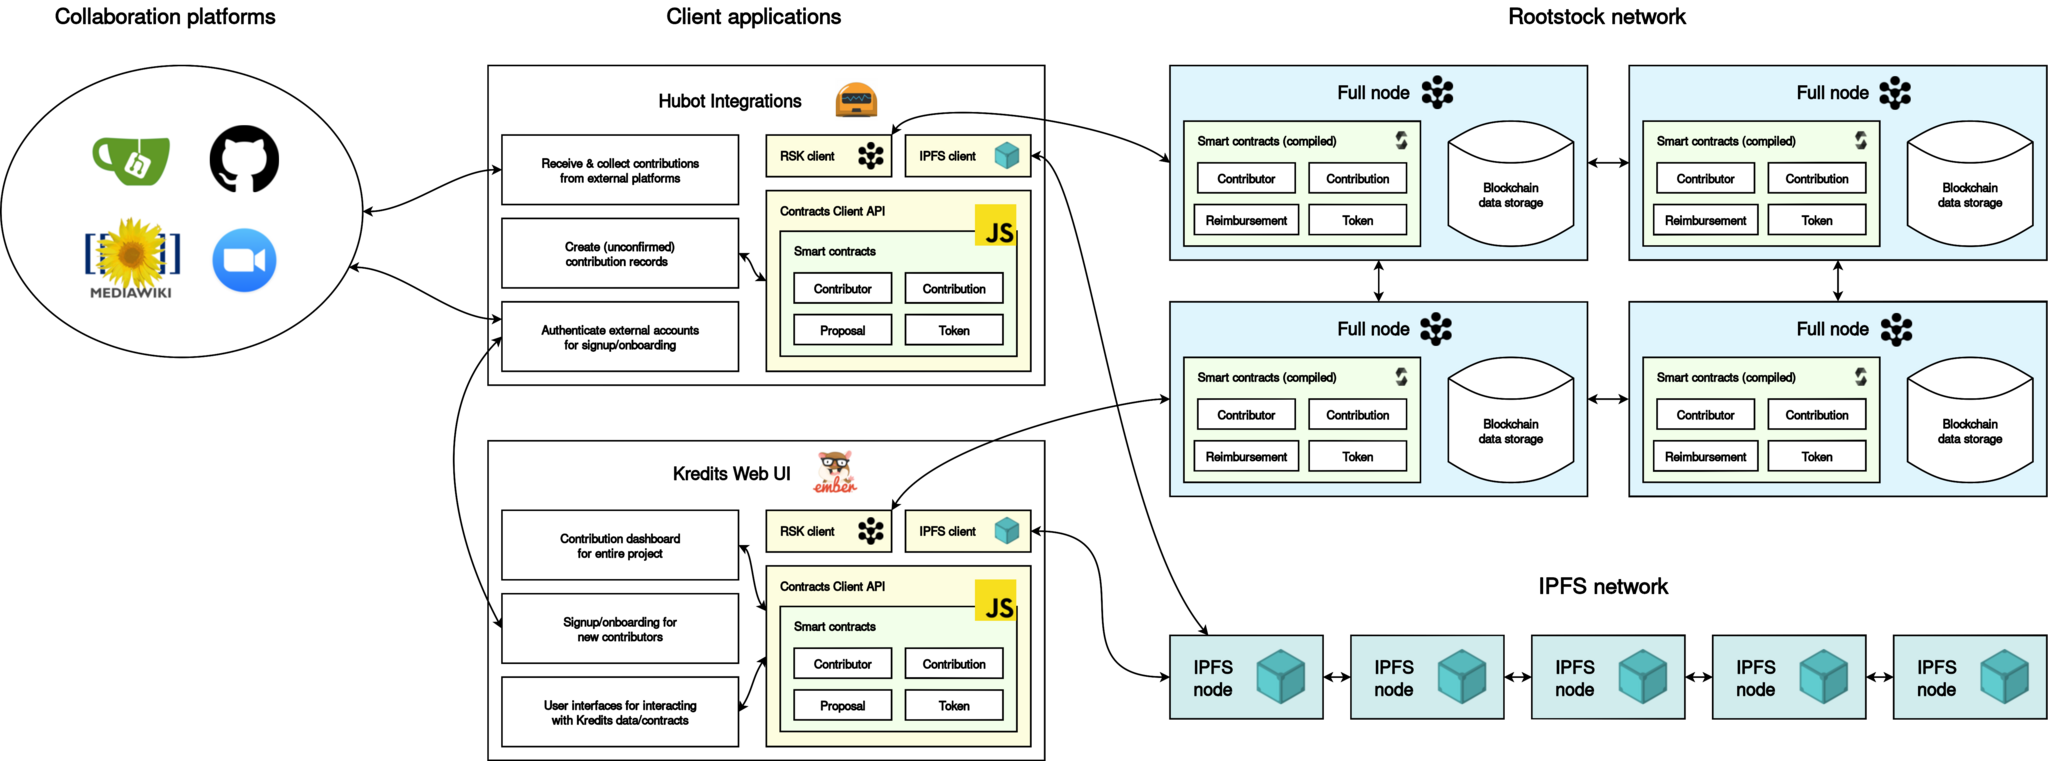 Collaboration platforms
Client applications
Rootstock network
MEDIAWIKI
Hubot Integrations
Receive & collect contributions
from external platforms
Create (unconfirmed)
contribution records
Authenticate external accounts
for signup/onboarding
RSK client
IPFS client
Contracts Client API
JS
Smart contracts
Contributor
Contribution
Proposal
Token
Kredits Web UI
ember
Contribution dashboard
for entire project
Signup/onboarding for
new contributors
User interfaces for interacting
with Kredits data/contracts
RSK client
IPFS client
Contracts Client API
JS
Smart contracts
Contributor
Contribution
Proposal
Token
Full node
Smart contracts (compiled)
Contributor
Contribution
Reimbursement
Token
Blockchain
data storage
Full node
Smart contracts (compiled)
Contributor
Contribution
Reimbursement
Token
Blockchain
data storage
Full node
Smart contracts (compiled)
Contributor
Contribution
Reimbursement
Token
Blockchain
data storage
Full node
Smart contracts (compiled)
Contributor
Contribution
Reimbursement
Token
Blockchain
data storage
IPFS network
IPFS
node
IPFS
node
IPFS
node
IPFS
node
IPFS
node